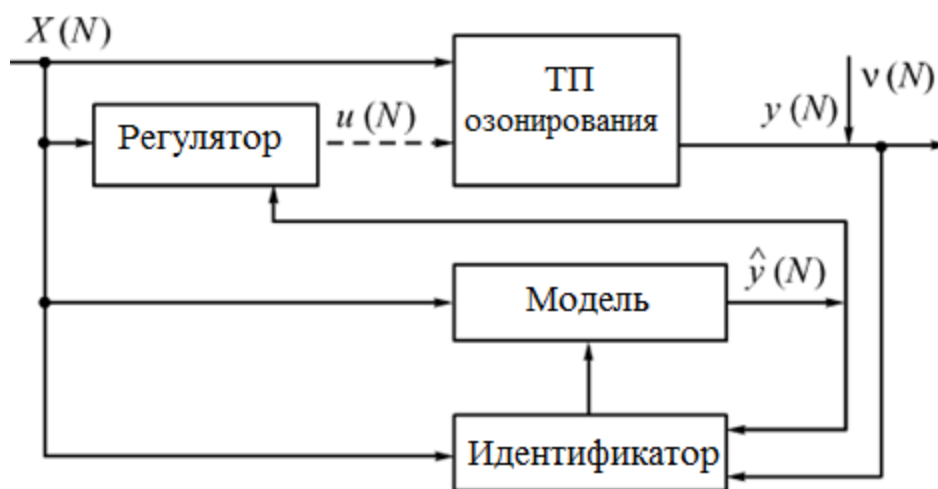 X (N)
ТП
озонирования
ν (N)
y (N)
Регулятор
u (N)
ŷ (N)
Модель
Идентификатор